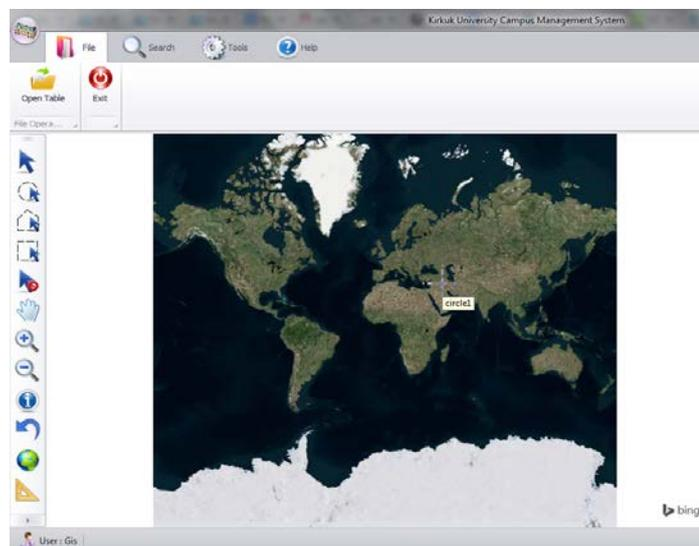 Kirkuk University Campus Management System
File
Search
Tools
Help
Open Table
Exit
File Opera...
circle1
bing
User : Gis